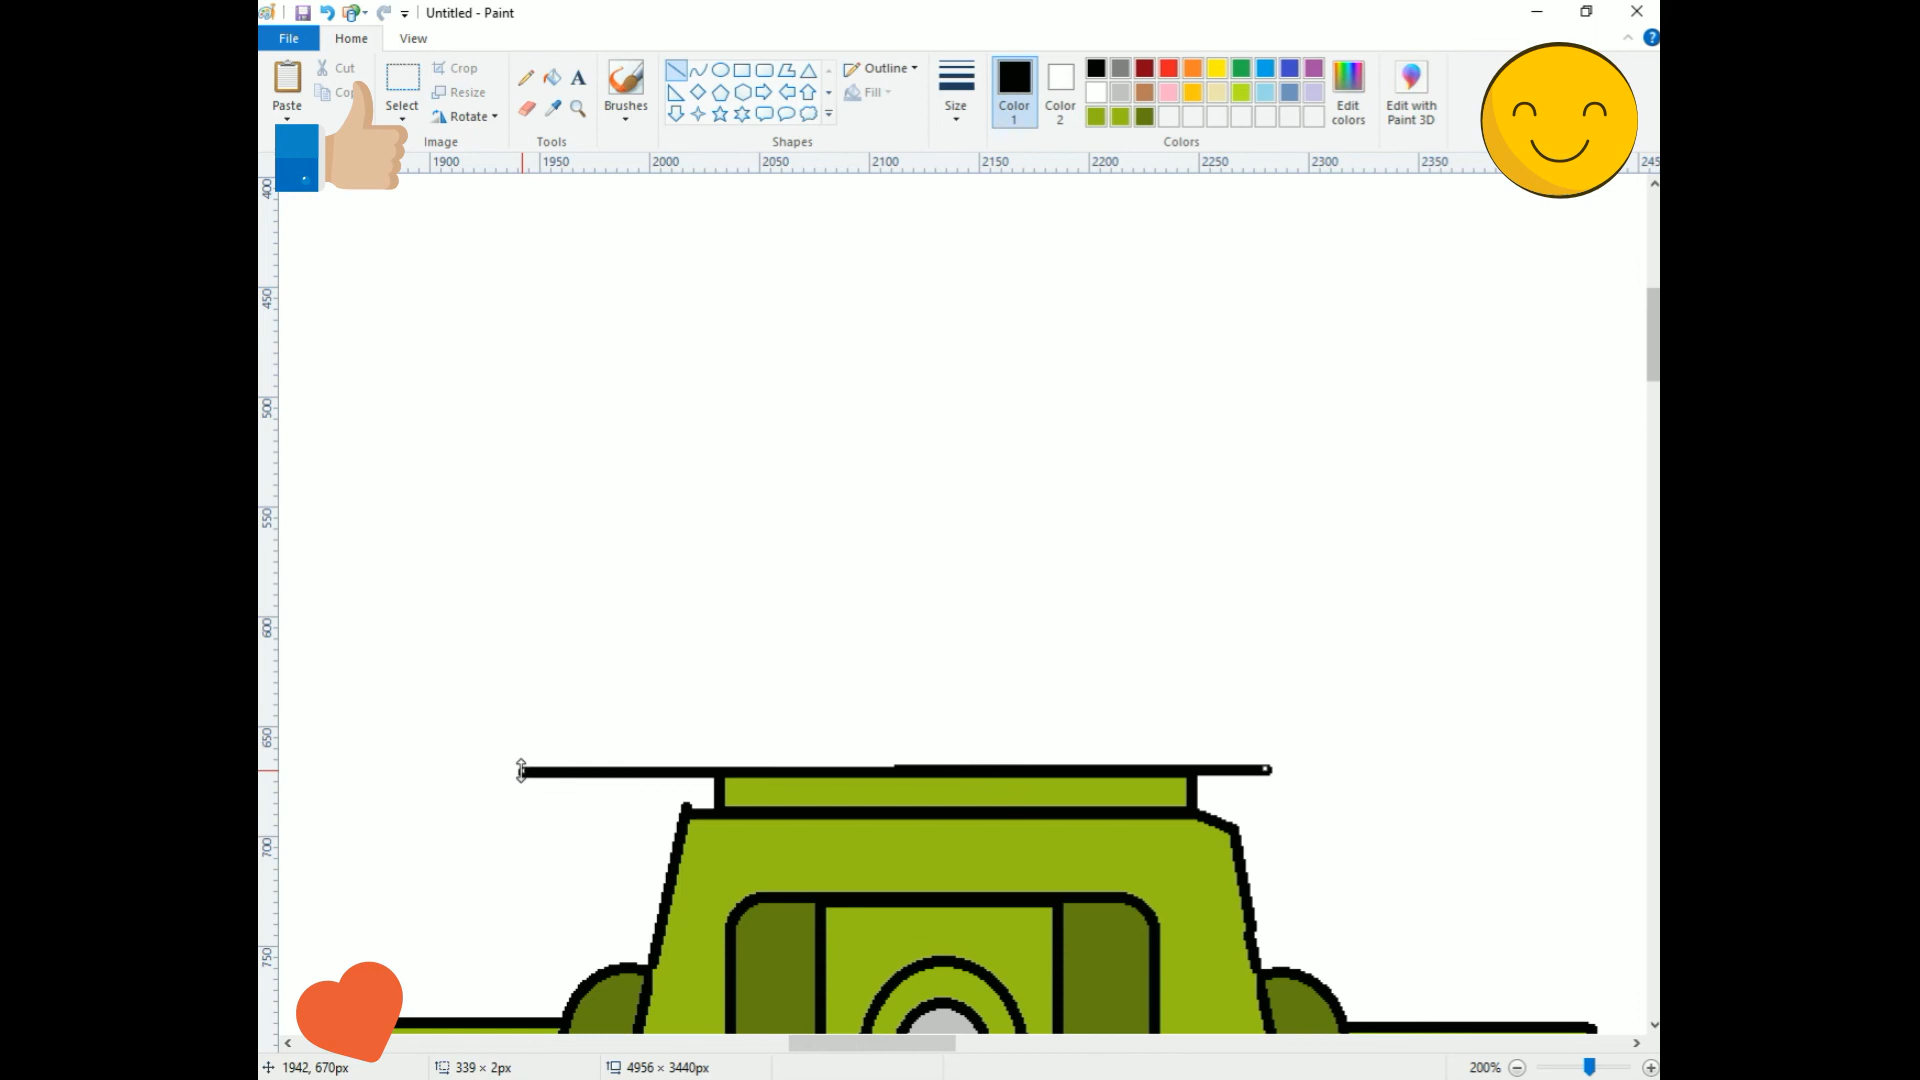 Untitled - Paint
File Home View
Paste Cut Select Crop Resize Rotate Brushes Outline Fill Size Color 1 Color 2 Edit colors Edit with Paint 3D
Image Tools Shapes Colors
1900 1950 2000 2050 2100 2150 2200 2250 2300 2350
400
450
500
550
600
650
700
750
1942, 670px 339 × 2px 4956 × 3440px 200%